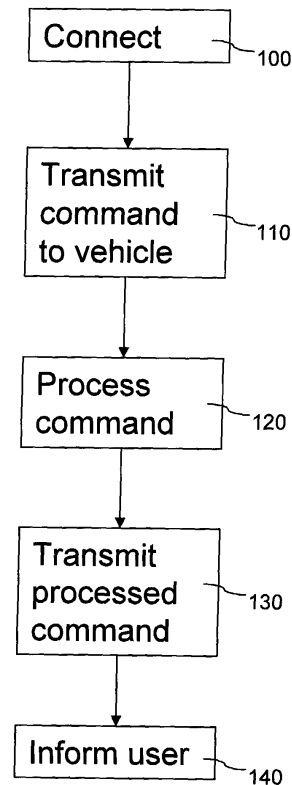 Connect
100
Transmit
command
to vehicle
110
Process
command
120
Transmit
processed
command
130
Inform user
140